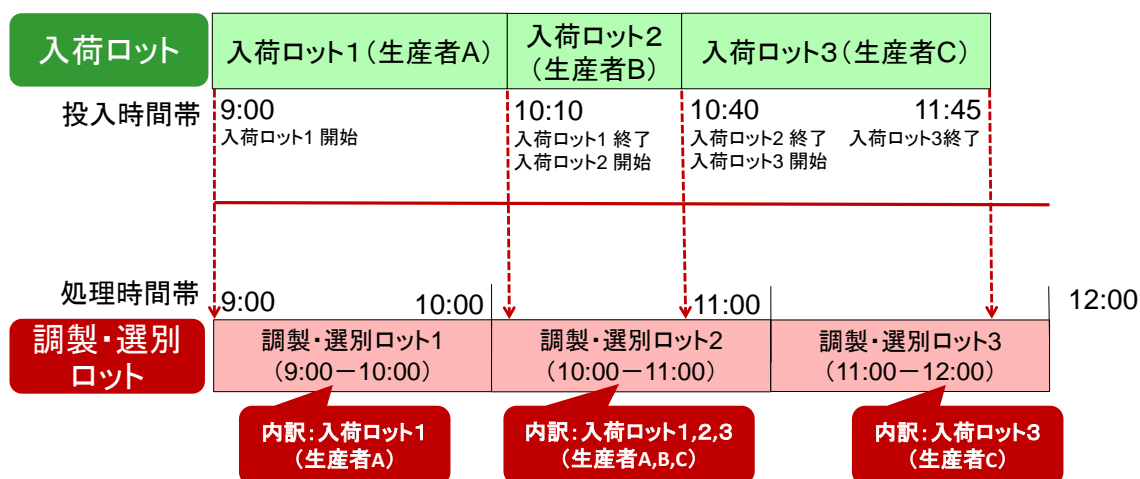 入荷ロット
入荷ロット1（生産者A）
入荷ロット2
（生産者B）
入荷ロット3（生産者C）
投入時間帯
9:00
入荷ロット1 開始
10:10
入荷ロット1 終了
入荷ロット2 開始
10:40
入荷ロット2 終了
入荷ロット3 開始
11:45
入荷ロット3終了
処理時間帯
9:00
10:00
11:00
12:00
調製・選別
ロット
調製・選別ロット1
（9:00－10:00）
調製・選別ロット2
（10:00－11:00）
調製・選別ロット3
（11:00－12:00）
内訳：入荷ロット1
（生産者A）
内訳：入荷ロット1,2,3
（生産者A,B,C）
内訳：入荷ロット3
（生産者C）